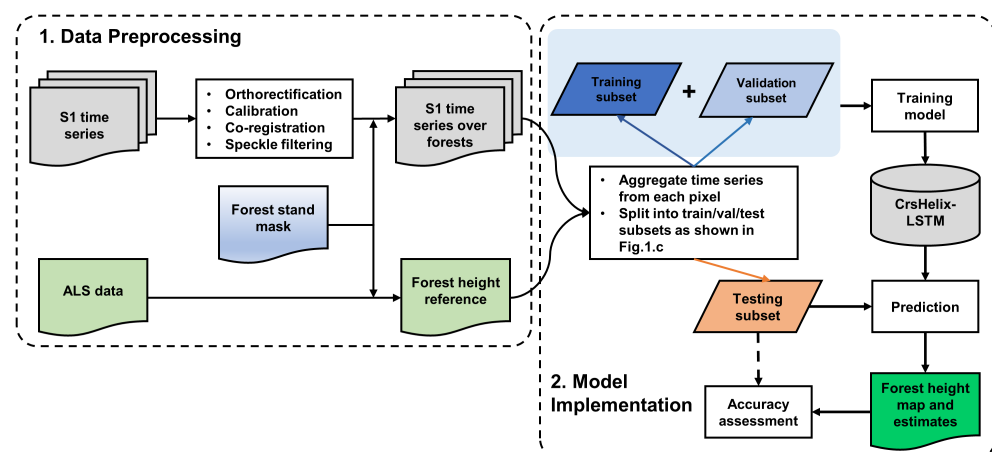 1. Data Preprocessing
S1 time
series
• Orthorectification
• Calibration
• Co-registration
• Speckle filtering
S1 time
series over
forests
Forest stand
mask
ALS data
Forest height
reference
Training
subset
+
Validation
subset
Training
model
• Aggregate time series
from each pixel
• Split into train/val/test
subsets as shown in
Fig.1.c
CrsHelix-
LSTM
Testing
subset
Prediction
2. Model
Implementation
Accuracy
assessment
Forest height
map and
estimates